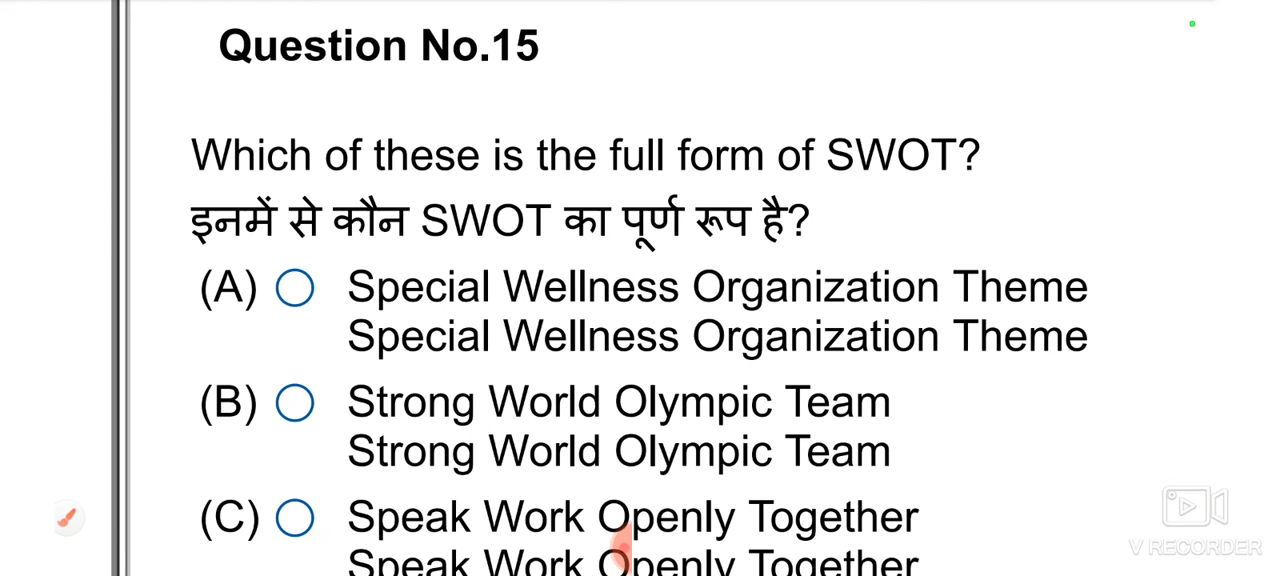 Question No.15
Which of these is the full form of SWOT?
इनमें से कौन SWOT का पूर्ण रूप है?
(A) Special Wellness Organization Theme
Special Wellness Organization Theme
(B) Strong World Olympic Team
Strong World Olympic Team
(C) Speak Work Openly Together
Speak Work Openly Together
V RECORDER